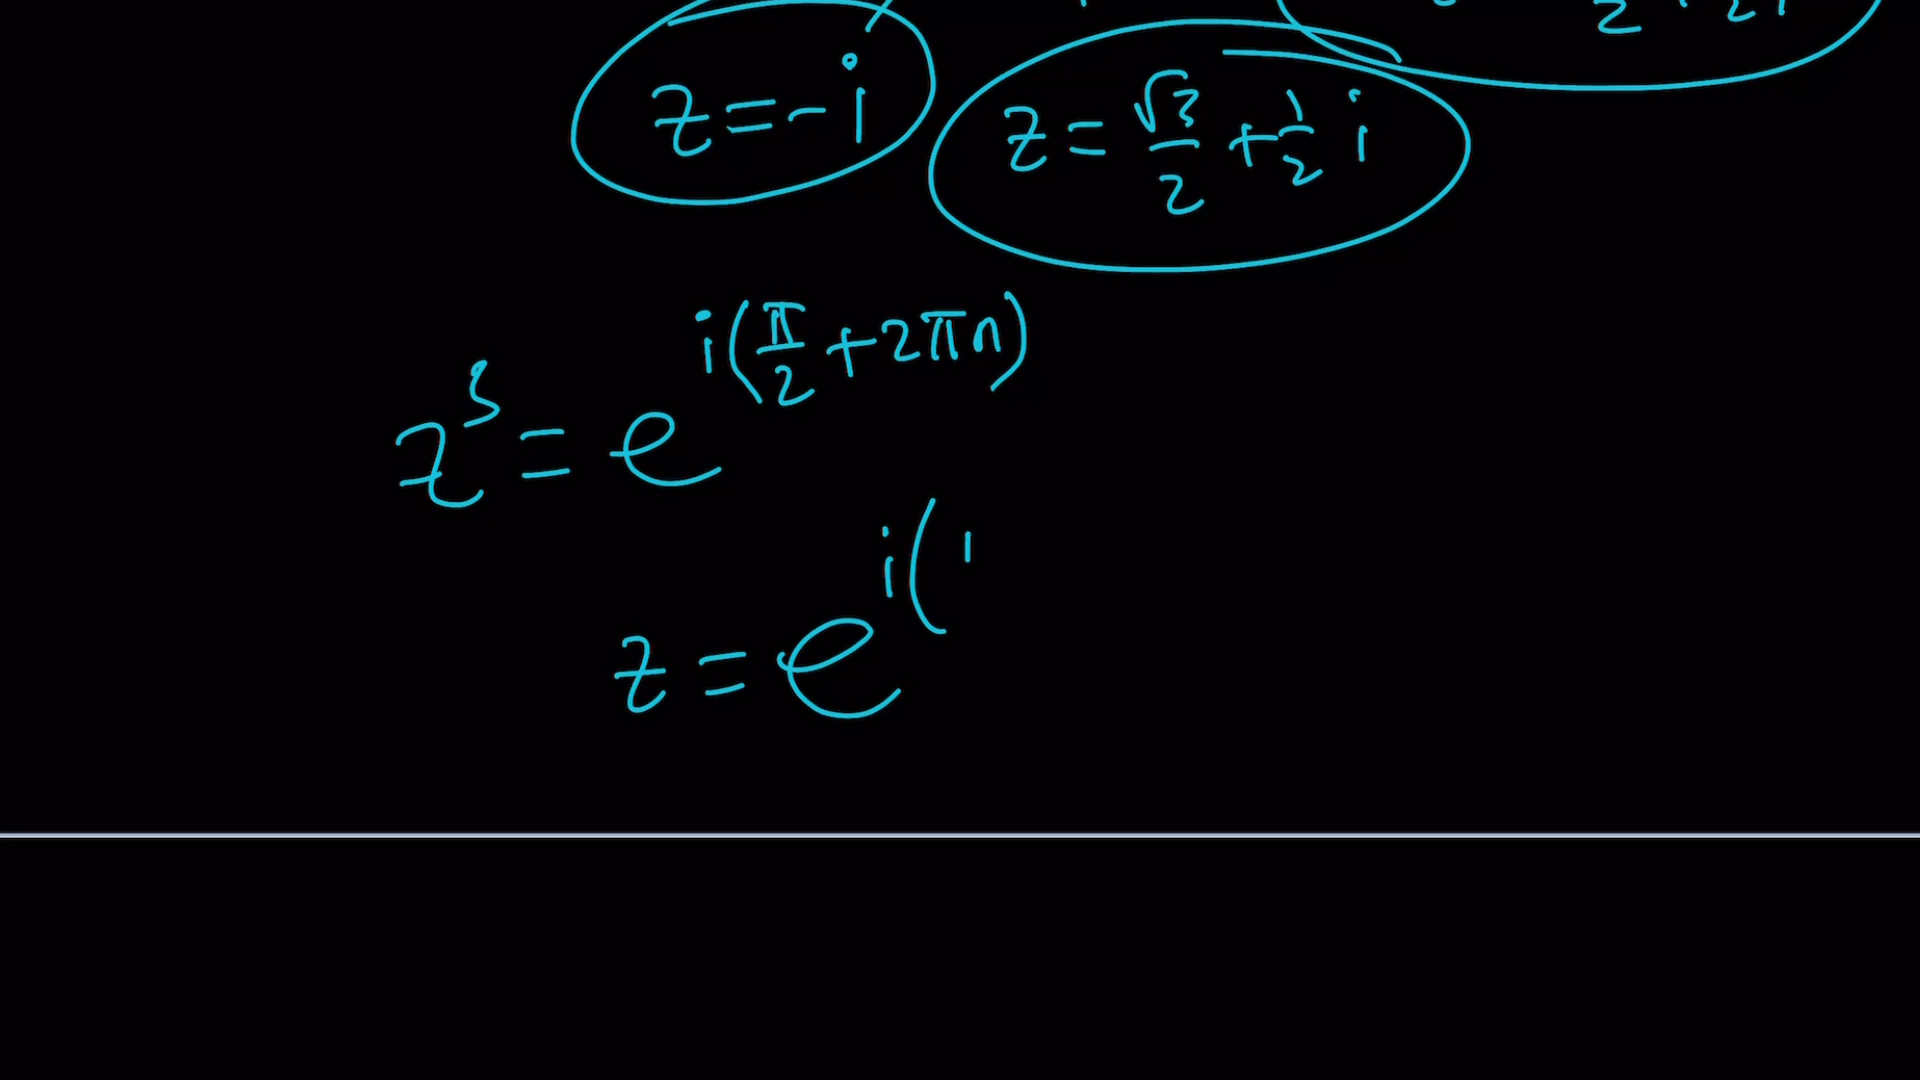 z = -i
z = √3/2 + 1/2 i
z³ = e^(i(π/2 + 2πn))
z = e^(i(